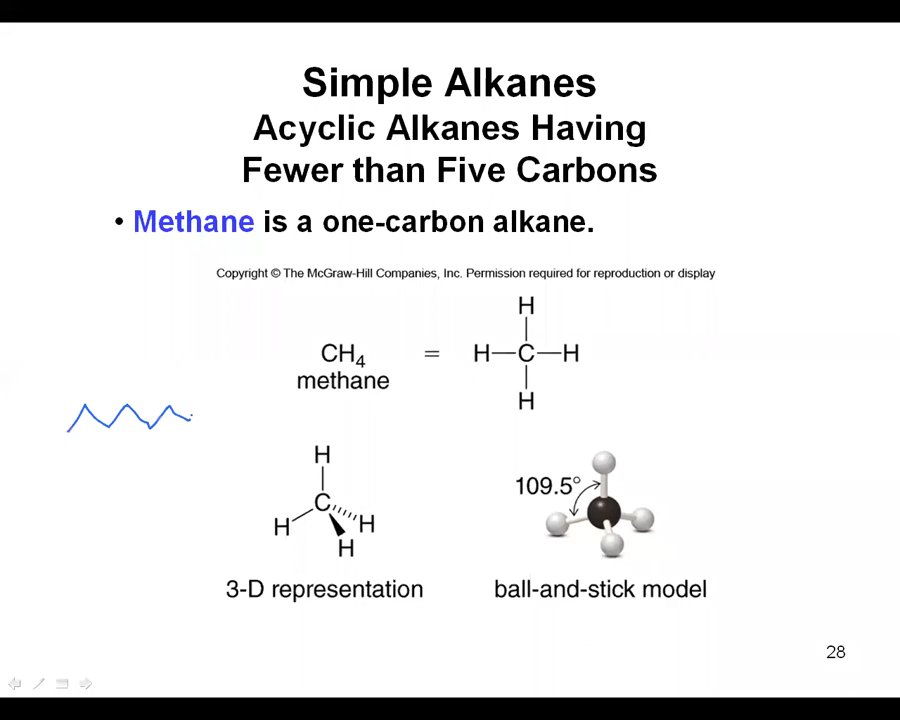 Simple Alkanes
Acyclic Alkanes Having
Fewer than Five Carbons
• Methane is a one-carbon alkane.
Copyright © The McGraw-Hill Companies, Inc. Permission required for reproduction or display
H
CH₄ = H—C—H
methane
H
H
109.5°
C
H H
H
3-D representation ball-and-stick model
28